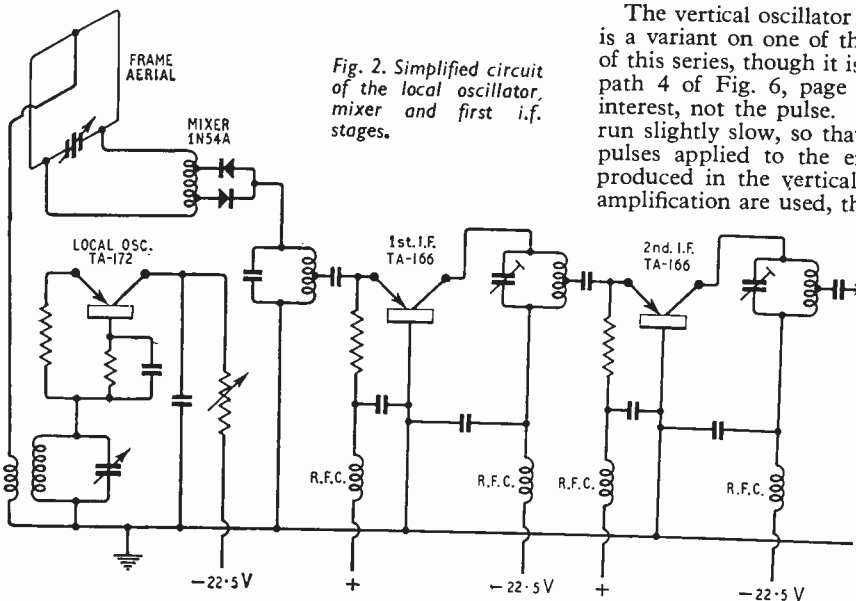 The vertical oscillator
is a variant on one of th
of this series, though it is
path 4 of Fig. 6, page
interest, not the pulse.
run slightly slow, so that
pulses applied to the e
produced in the vertical
amplification are used, th
Fig. 2. Simplified circuit
of the local oscillator,
mixer and first i.f.
stages.
FRAME
AERIAL
MIXER
1N54A
LOCAL OSC.
TA-172
1st. I.F.
TA-166
2nd. I.F.
TA-166
R.F.C.
R.F.C.
R.F.C.
R.F.C.
−22·5V
+
−22·5V
+
−22·5V